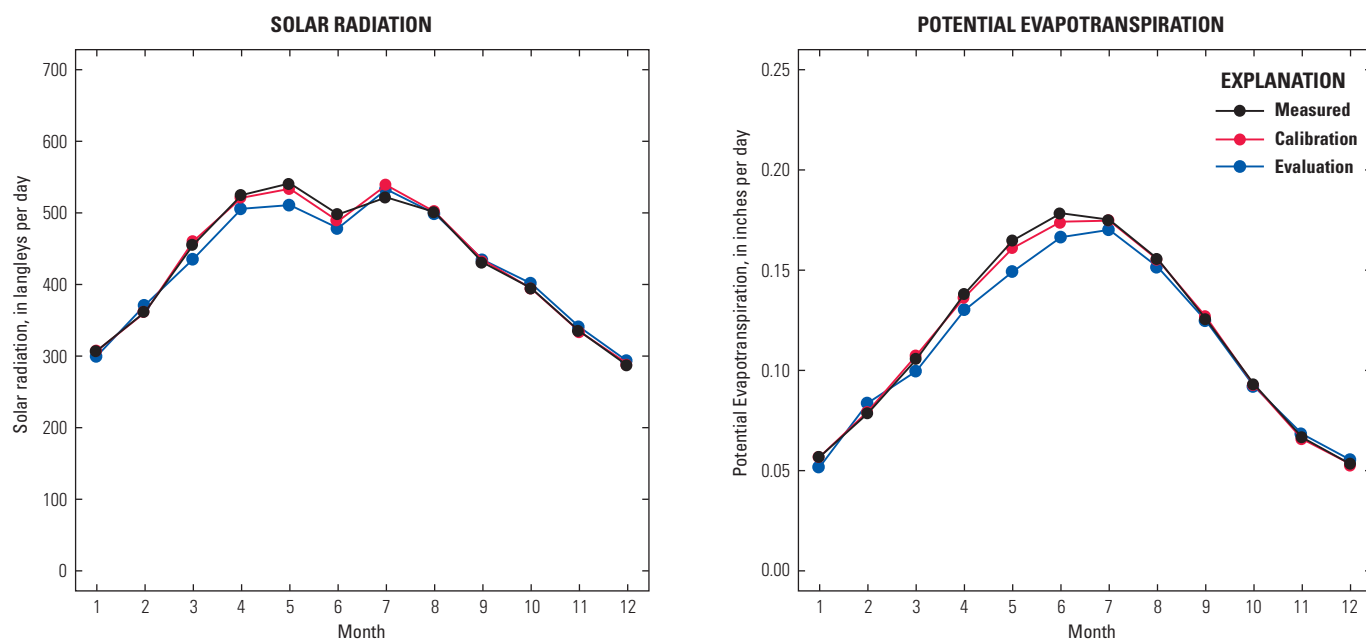 SOLAR RADIATION
700
600
500
400
300
200
100
0
Solar radiation, in langleys per day
1 2 3 4 5 6 7 8 9 10 11 12
Month
POTENTIAL EVAPOTRANSPIRATION
0.25
0.20
0.15
0.10
0.05
0.00
Potential Evapotranspiration, in inches per day
EXPLANATION
Measured
Calibration
Evaluation
1 2 3 4 5 6 7 8 9 10 11 12
Month